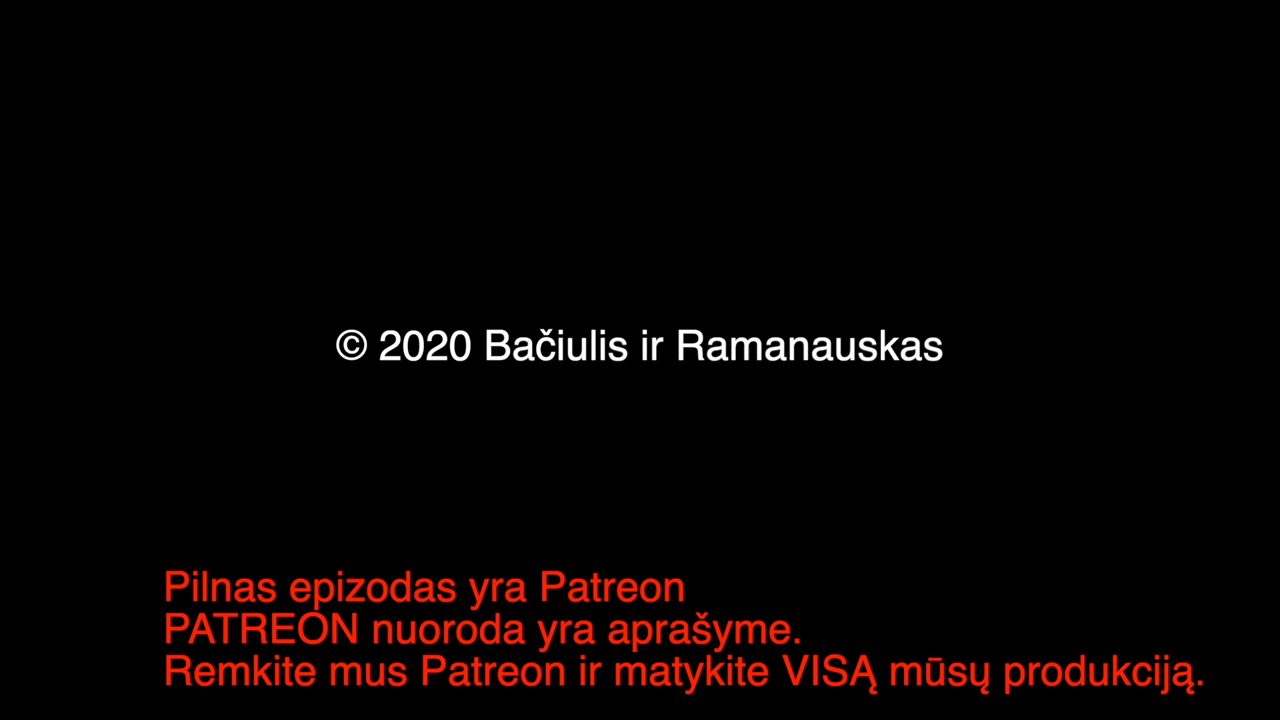 © 2020 Bačiulis ir Ramanauskas
Pilnas epizodas yra Patreon
PATREON nuoroda yra aprašyme.
Remkite mus Patreon ir matykite VISĄ mūsų produkciją.